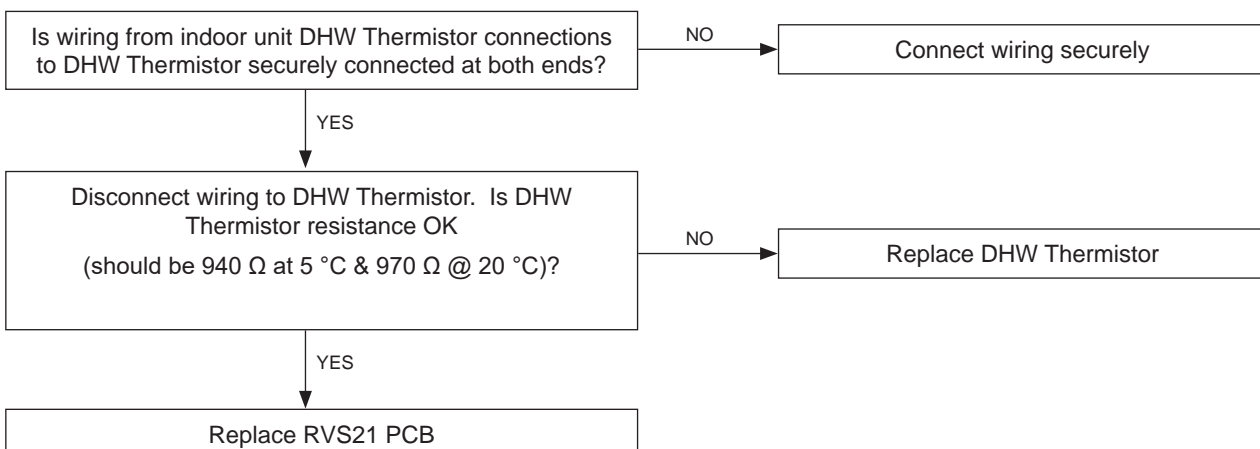 Is wiring from indoor unit DHW Thermistor connections
to DHW Thermistor securely connected at both ends?
NO
Connect wiring securely
YES
Disconnect wiring to DHW Thermistor.  Is DHW
Thermistor resistance OK
(should be 940 Ω at 5 °C & 970 Ω @ 20 °C)?
NO
Replace DHW Thermistor
YES
Replace RVS21 PCB